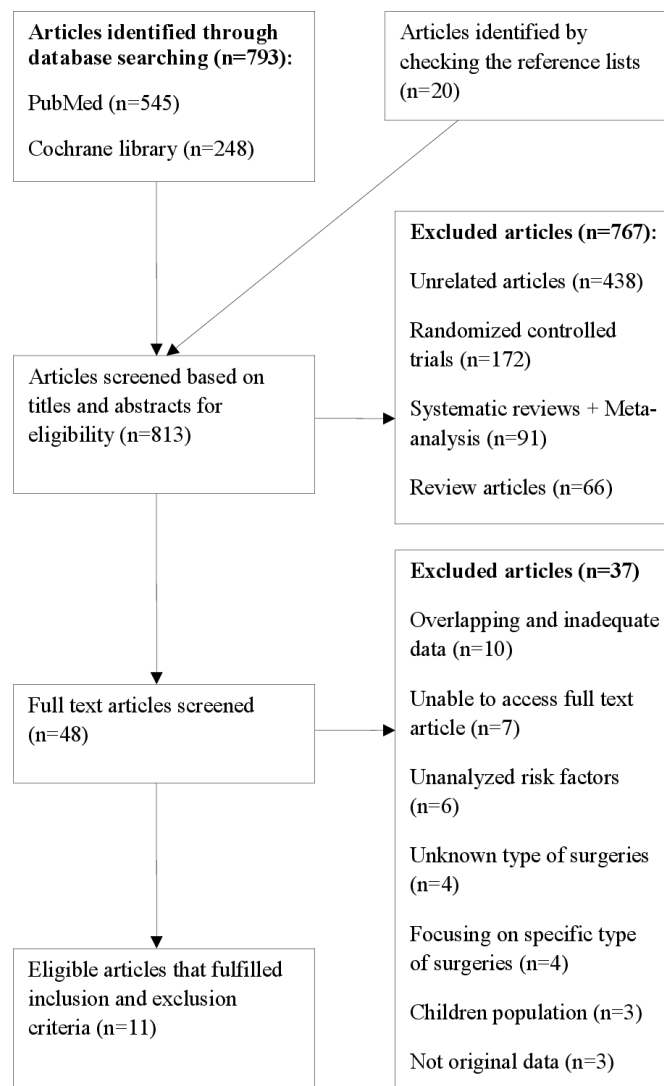 Articles identified through
database searching (n=793):
PubMed (n=545)
Cochrane library (n=248)
Articles identified by
checking the reference lists
(n=20)
Articles screened based on
titles and abstracts for
eligibility (n=813)
Excluded articles (n=767):
Unrelated articles (n=438)
Randomized controlled
trials (n=172)
Systematic reviews + Meta-
analysis (n=91)
Review articles (n=66)
Full text articles screened
(n=48)
Excluded articles (n=37)
Overlapping and inadequate
data (n=10)
Unable to access full text
article (n=7)
Unanalyzed risk factors
(n=6)
Unknown type of surgeries
(n=4)
Focusing on specific type
of surgeries (n=4)
Children population (n=3)
Not original data (n=3)
Eligible articles that fulfilled
inclusion and exclusion
criteria (n=11)